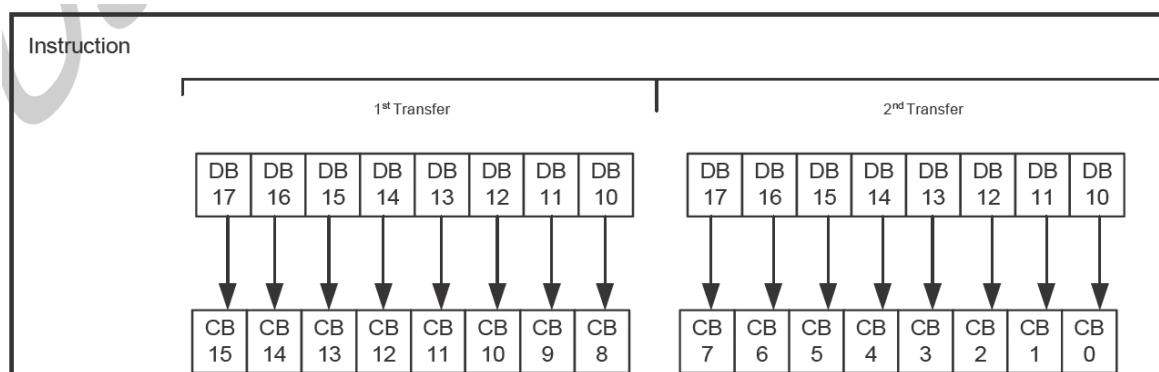 Instruction
1st Transfer 2nd Transfer
DB DB DB DB DB DB DB DB DB DB DB DB DB DB DB DB
17 16 15 14 13 12 11 10 17 16 15 14 13 12 11 10
CB CB CB CB CB CB CB CB CB CB CB CB CB CB CB CB
15 14 13 12 11 10 9 8 7 6 5 4 3 2 1 0